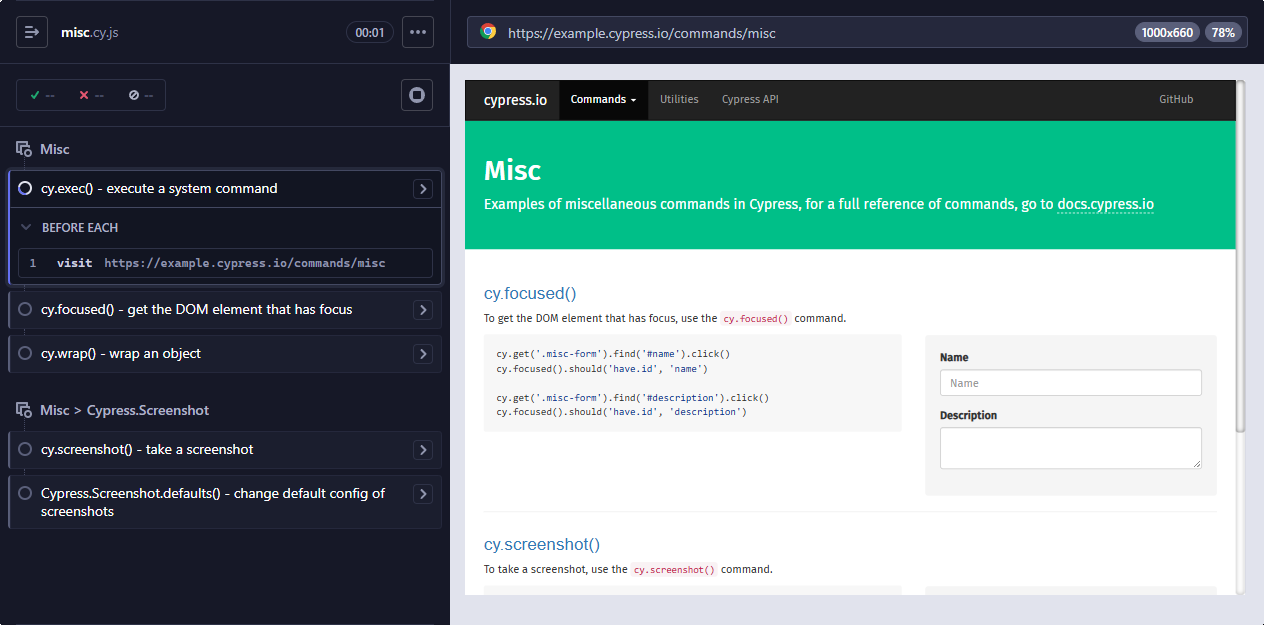 misc.cy.js
00:01
-- -- --
Misc
cy.exec() - execute a system command
BEFORE EACH
1 visit https://example.cypress.io/commands/misc
cy.focused() - get the DOM element that has focus
cy.wrap() - wrap an object
Misc > Cypress.Screenshot
cy.screenshot() - take a screenshot
Cypress.Screenshot.defaults() - change default config of
screenshots
https://example.cypress.io/commands/misc
1000x660 78%
cypress.io Commands Utilities Cypress API GitHub
Misc
Examples of miscellaneous commands in Cypress, for a full reference of commands, go to docs.cypress.io
cy.focused()
To get the DOM element that has focus, use the cy.focused() command.
cy.get('.misc-form').find('#name').click()
cy.focused().should('have.id', 'name')
cy.get('.misc-form').find('#description').click()
cy.focused().should('have.id', 'description')
Name
Name
Description
cy.screenshot()
To take a screenshot, use the cy.screenshot() command.